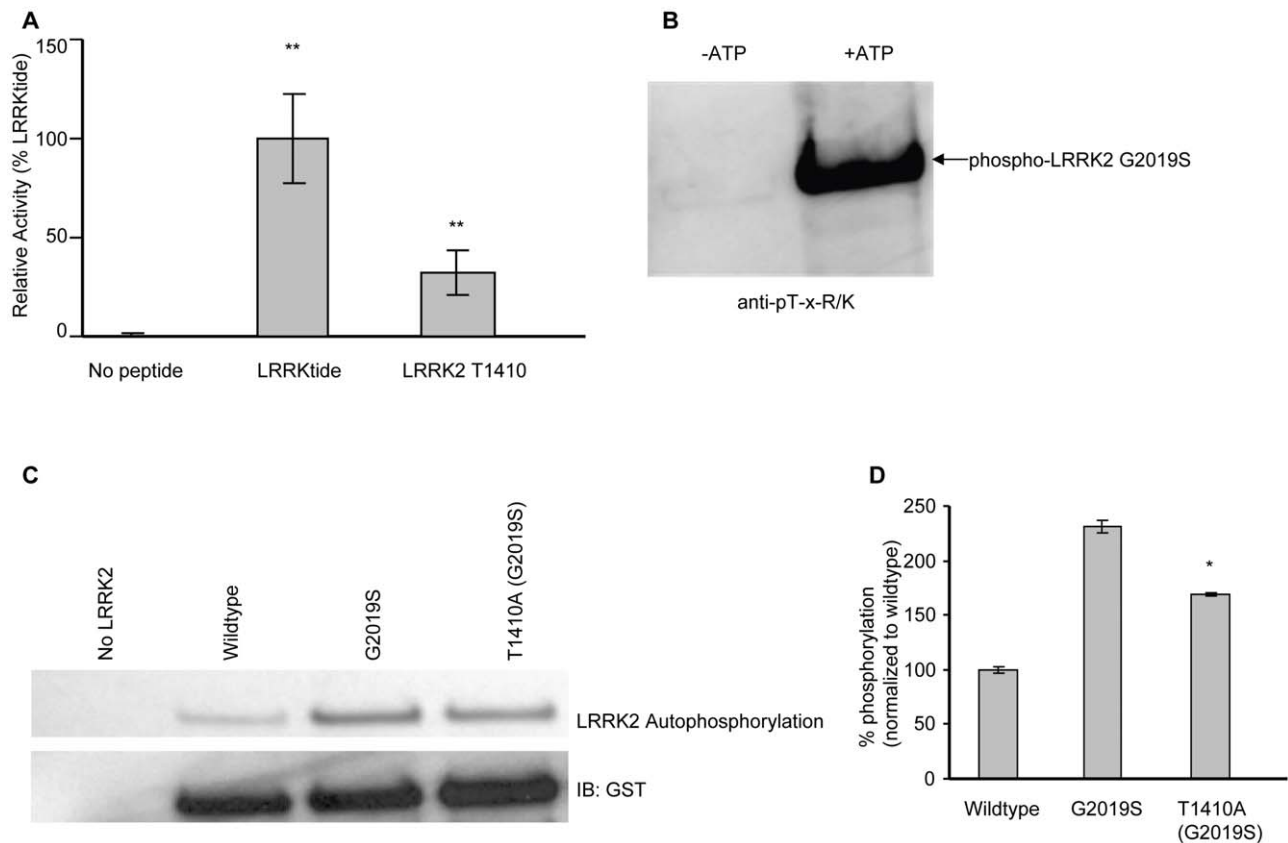 A
Relative Activity (% LRRKtide)
150
100
50
0
**
**
No peptide
LRRKtide
LRRK2 T1410
B
-ATP
+ATP
phospho-LRRK2 G2019S
anti-pT-x-R/K
C
No LRRK2
Wildtype
G2019S
T1410A (G2019S)
LRRK2 Autophosphorylation
IB: GST
D
% phosphorylation
(normalized to wildtype)
250
200
150
100
50
0
*
Wildtype
G2019S
T1410A
(G2019S)